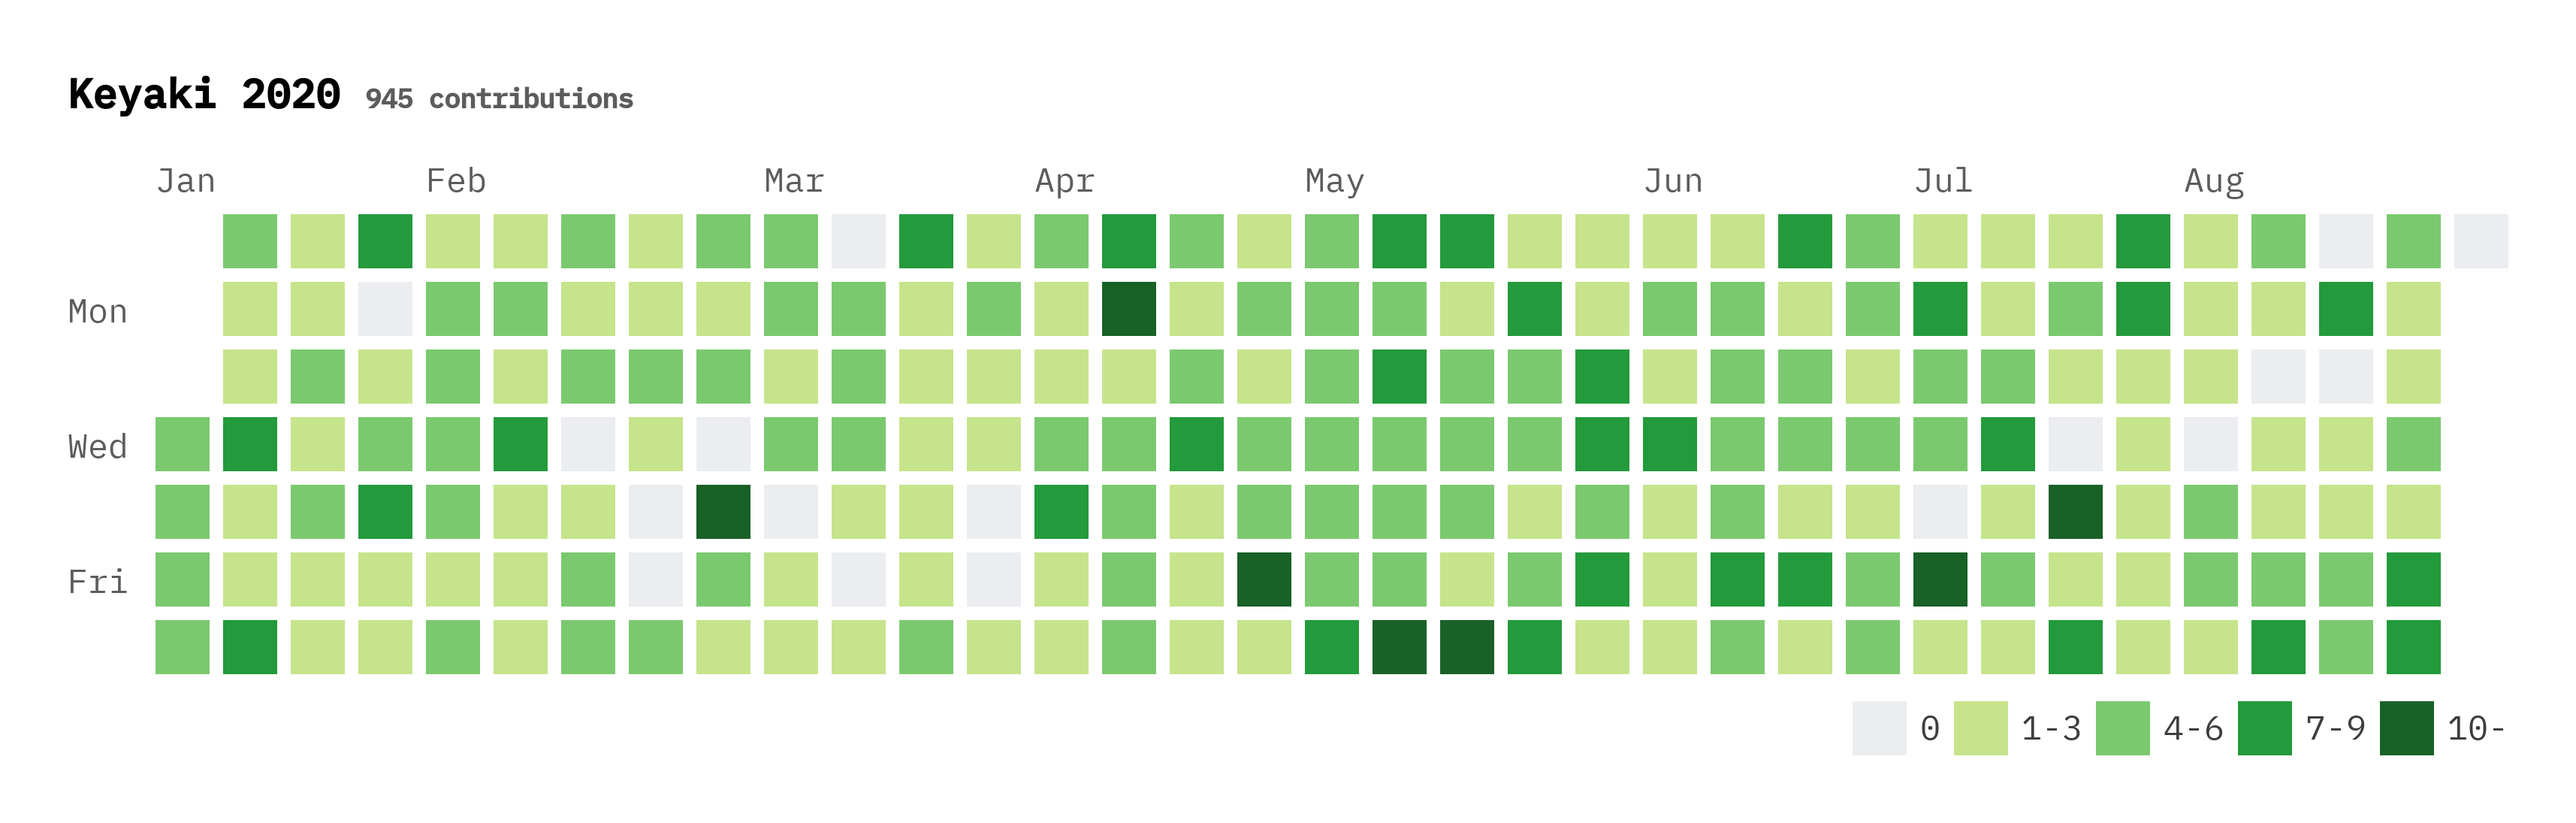 Keyaki 2020 945 contributions
Jan Feb Mar Apr May Jun Jul Aug
Mon
Wed
Fri
0 1-3 4-6 7-9 10-